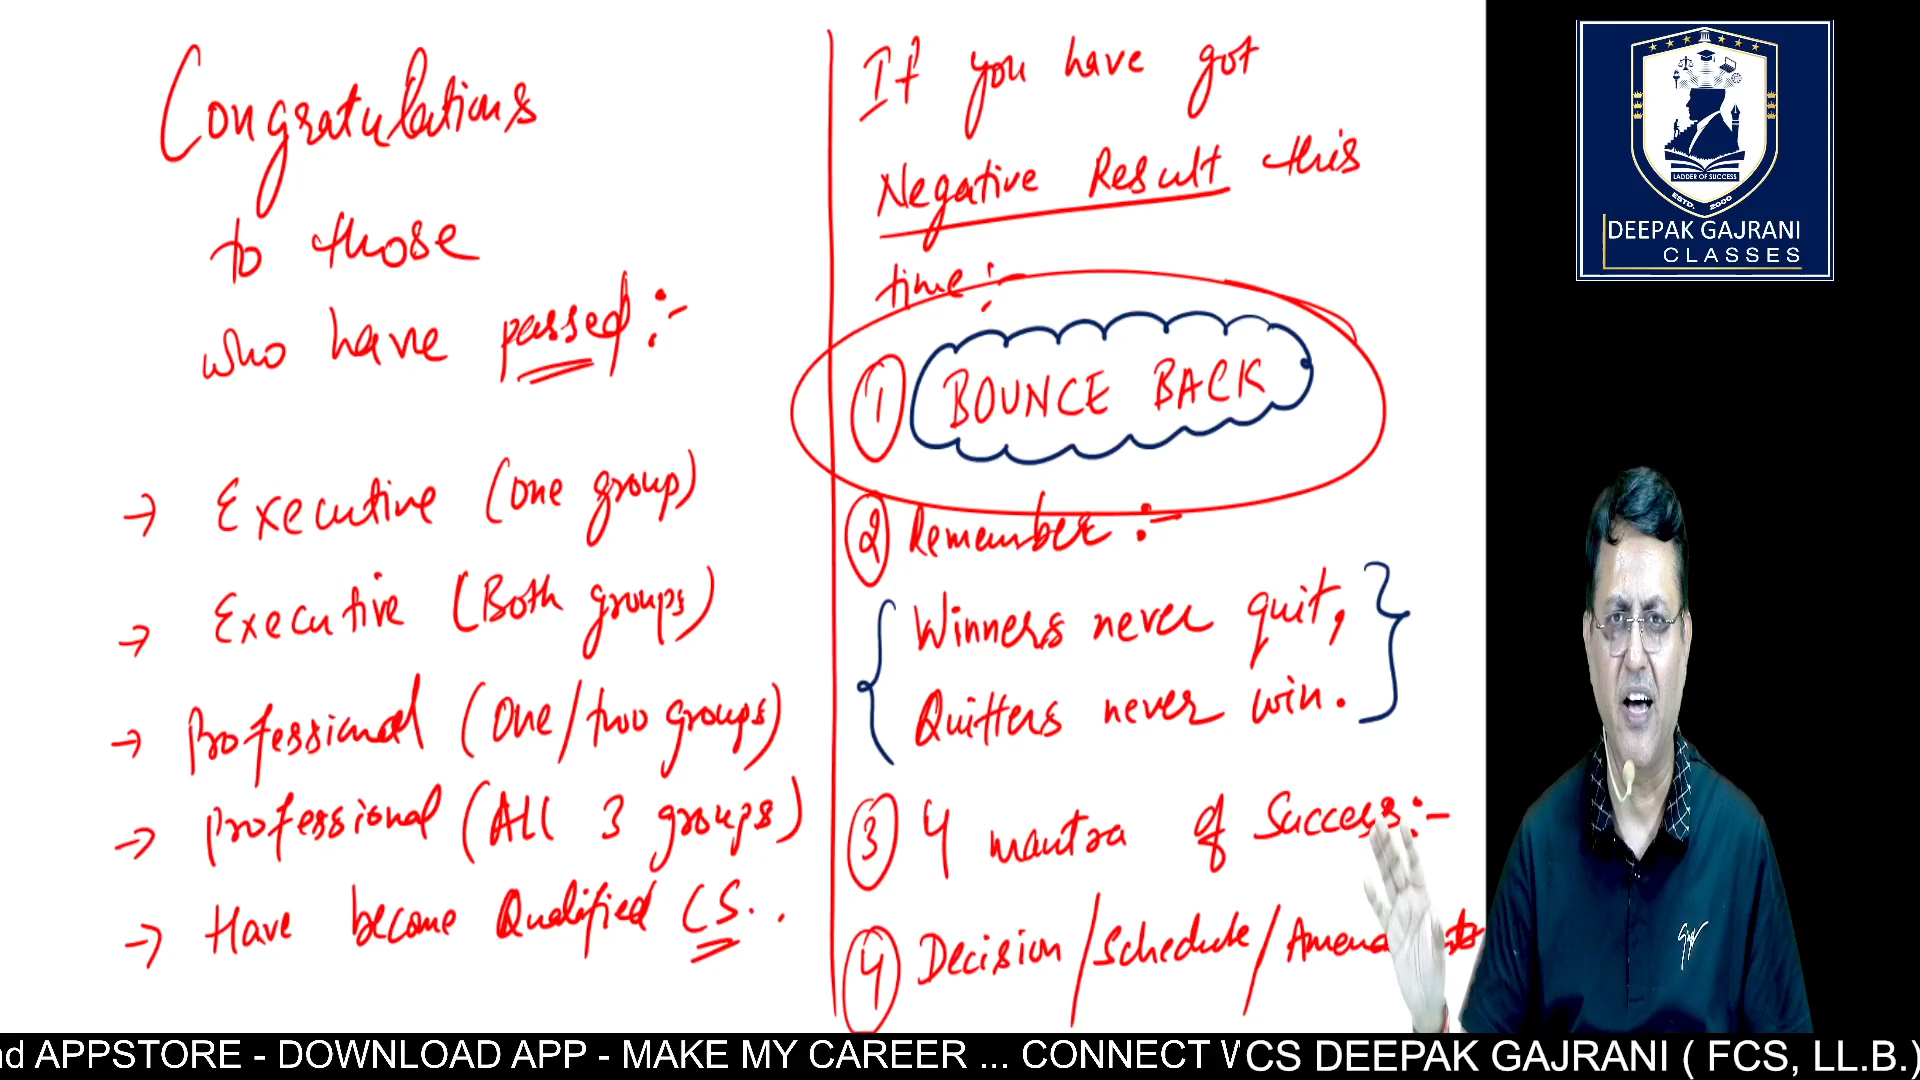 Congratulations
to those
who have passed :-
→ Executive (one group)
→ Executive (Both groups)
→ Professional (One/two groups)
→ Professional (All 3 groups)
→ Have become Qualified CS..
If you have got
Negative Result this
time :-
① BOUNCE BACK
② Remember :-
{ Winners never quit, }
Quitters never win.
③ 4 mantra of Success :-
④ Decision/Schedule/
LADDER OF SUCCESS
ESTD. 2000
DEEPAK GAJRANI
CLASSES
nd APPSTORE - DOWNLOAD APP - MAKE MY CAREER ... CONNECT W
CS DEEPAK GAJRANI ( FCS, LL.B.)